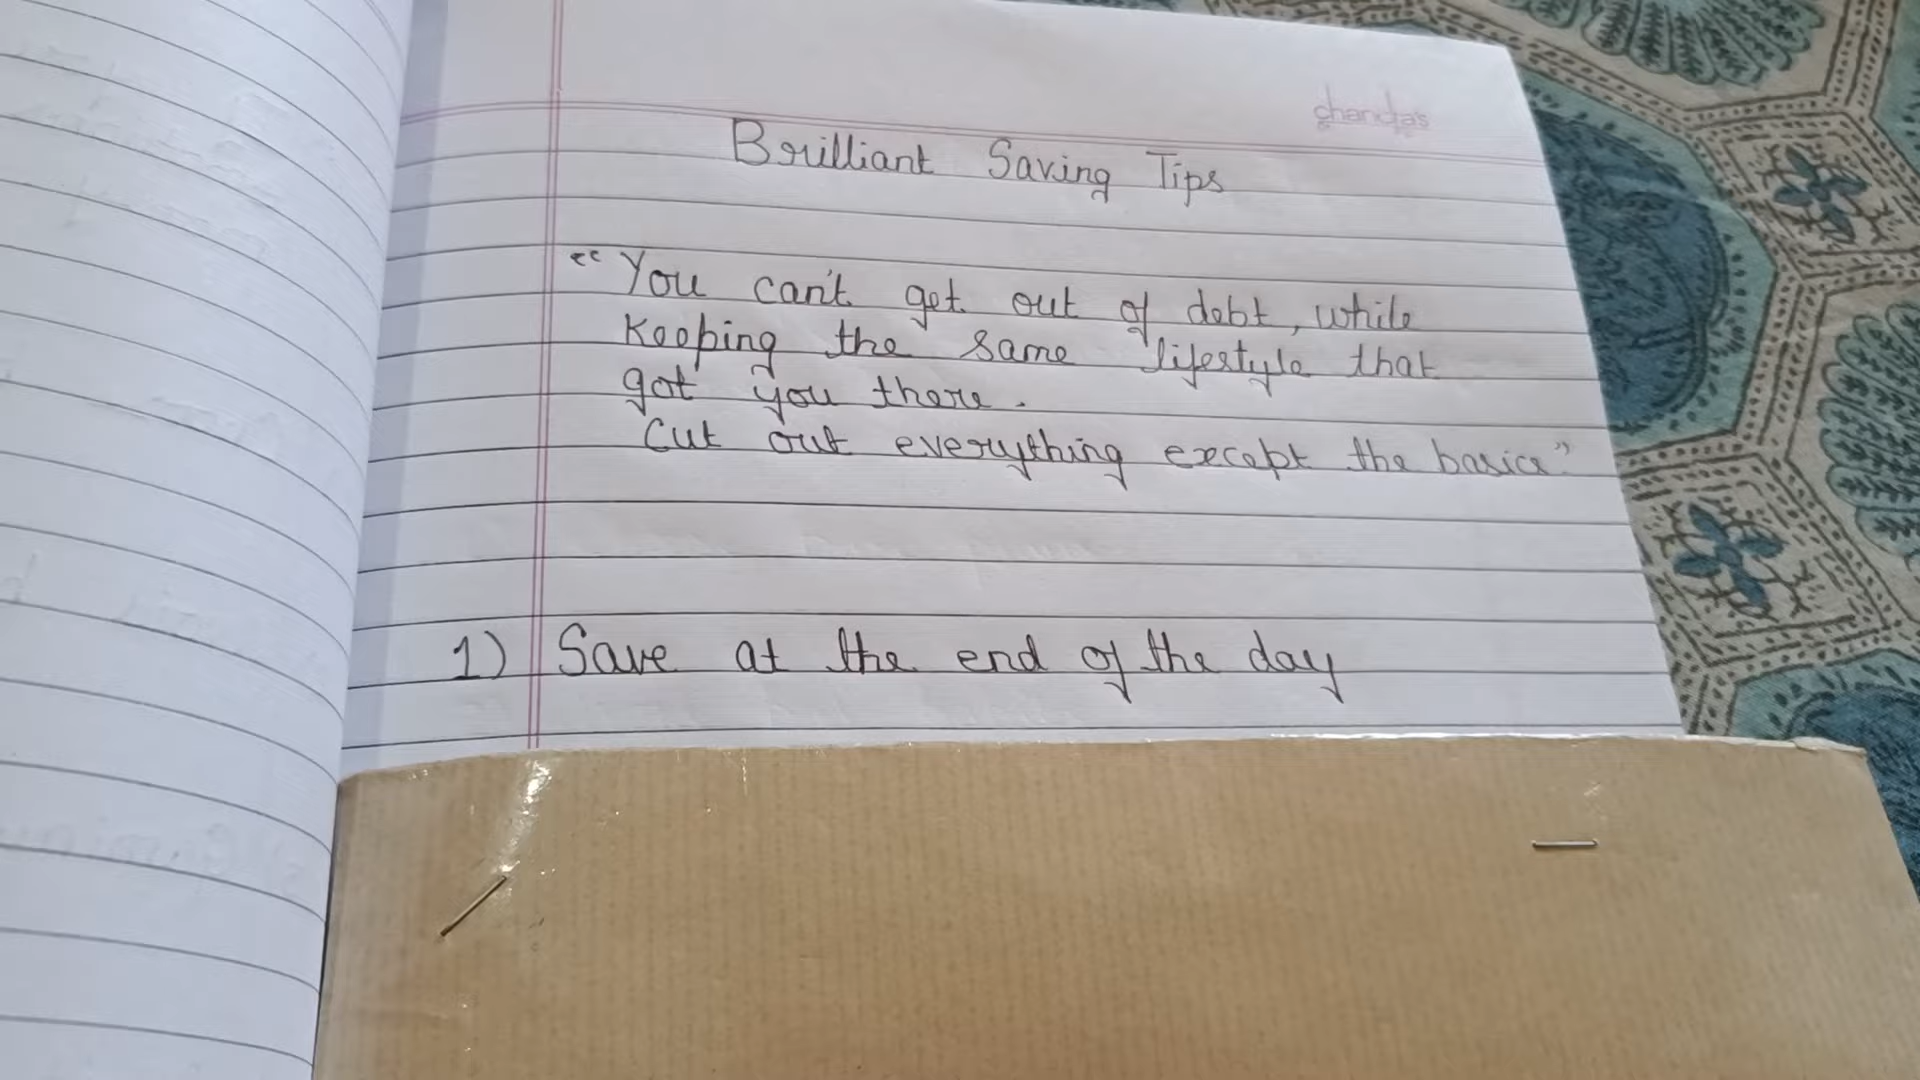 chandas
Brilliant Saving Tips
“You can't get out of debt, while
Keeping the same lifestyle that
got you there.
Cut out everything except the basics”
1) Save at the end of the day